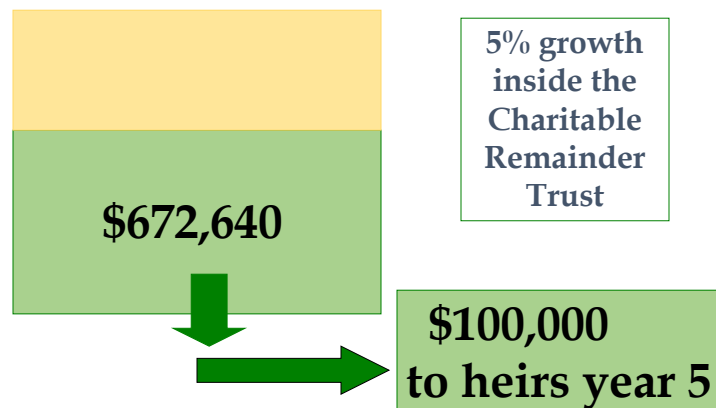 5% growth
inside the
Charitable
Remainder
Trust
$672,640
$100,000
to heirs year 5